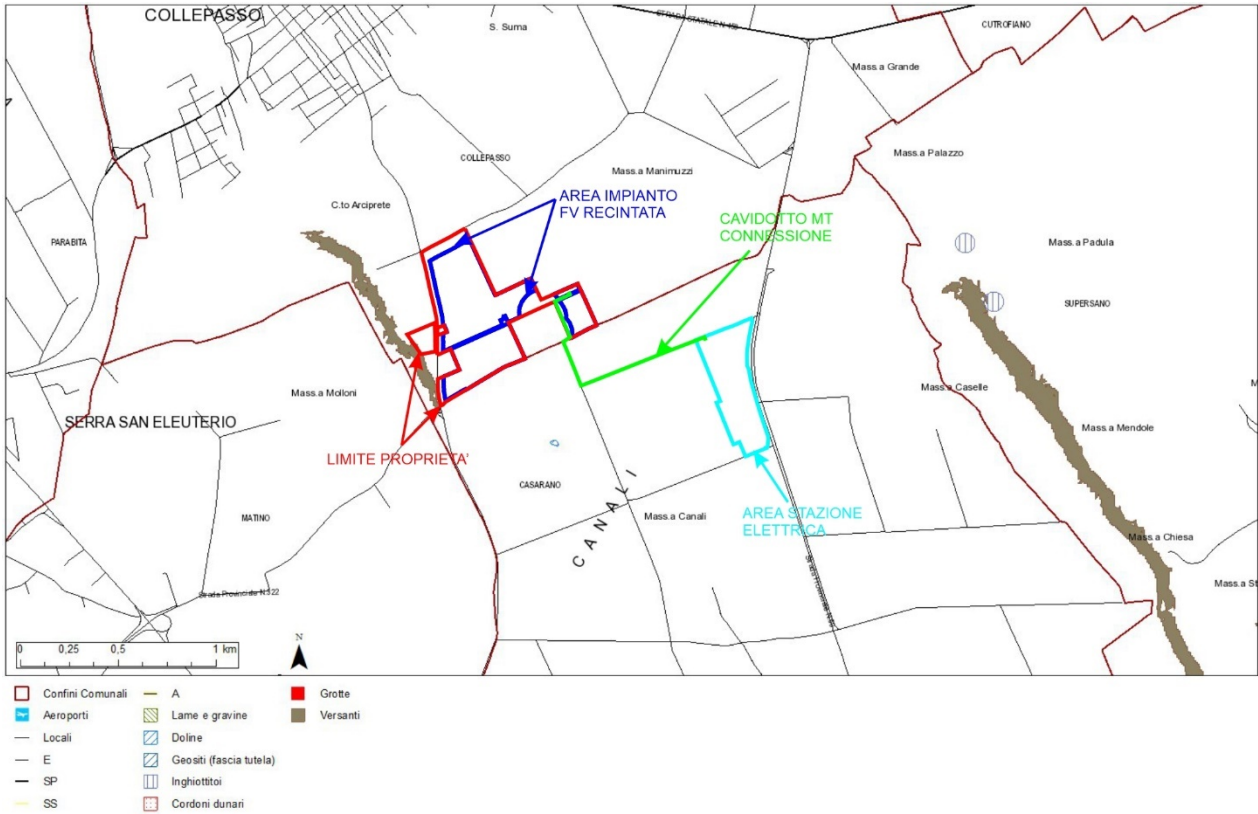 COLLEPASSO
S. Suma
CUTROFIANO
Mass.a Grande
COLLEPASSO
Mass.a Palazzo
Mass.a Manimuzzi
C.to Arciprete
AREA IMPIANTO
FV RECINTATA
CAVIDOTTO MT
CONNESSIONE
PARABITA
Mass.a Padula
SUPERSANO
Mass.a Molloni
Mass.a Caselle
SERRA SAN ELEUTERIO
Mass.a Mendole
LIMITE PROPRIETA'
CASARANO
CANALI
Mass.a Canali
AREA STAZIONE
ELETTRICA
MATINO
Mass.a Chiesa
Mass.a St
N
0 0,25 0,5 1 km
Confini Comunali
Aeroporti
Locali
E
SP
SS
A
Lame e gravine
Doline
Geositi (fascia tutela)
Inghiottitoi
Cordoni dunari
Grotte
Versanti